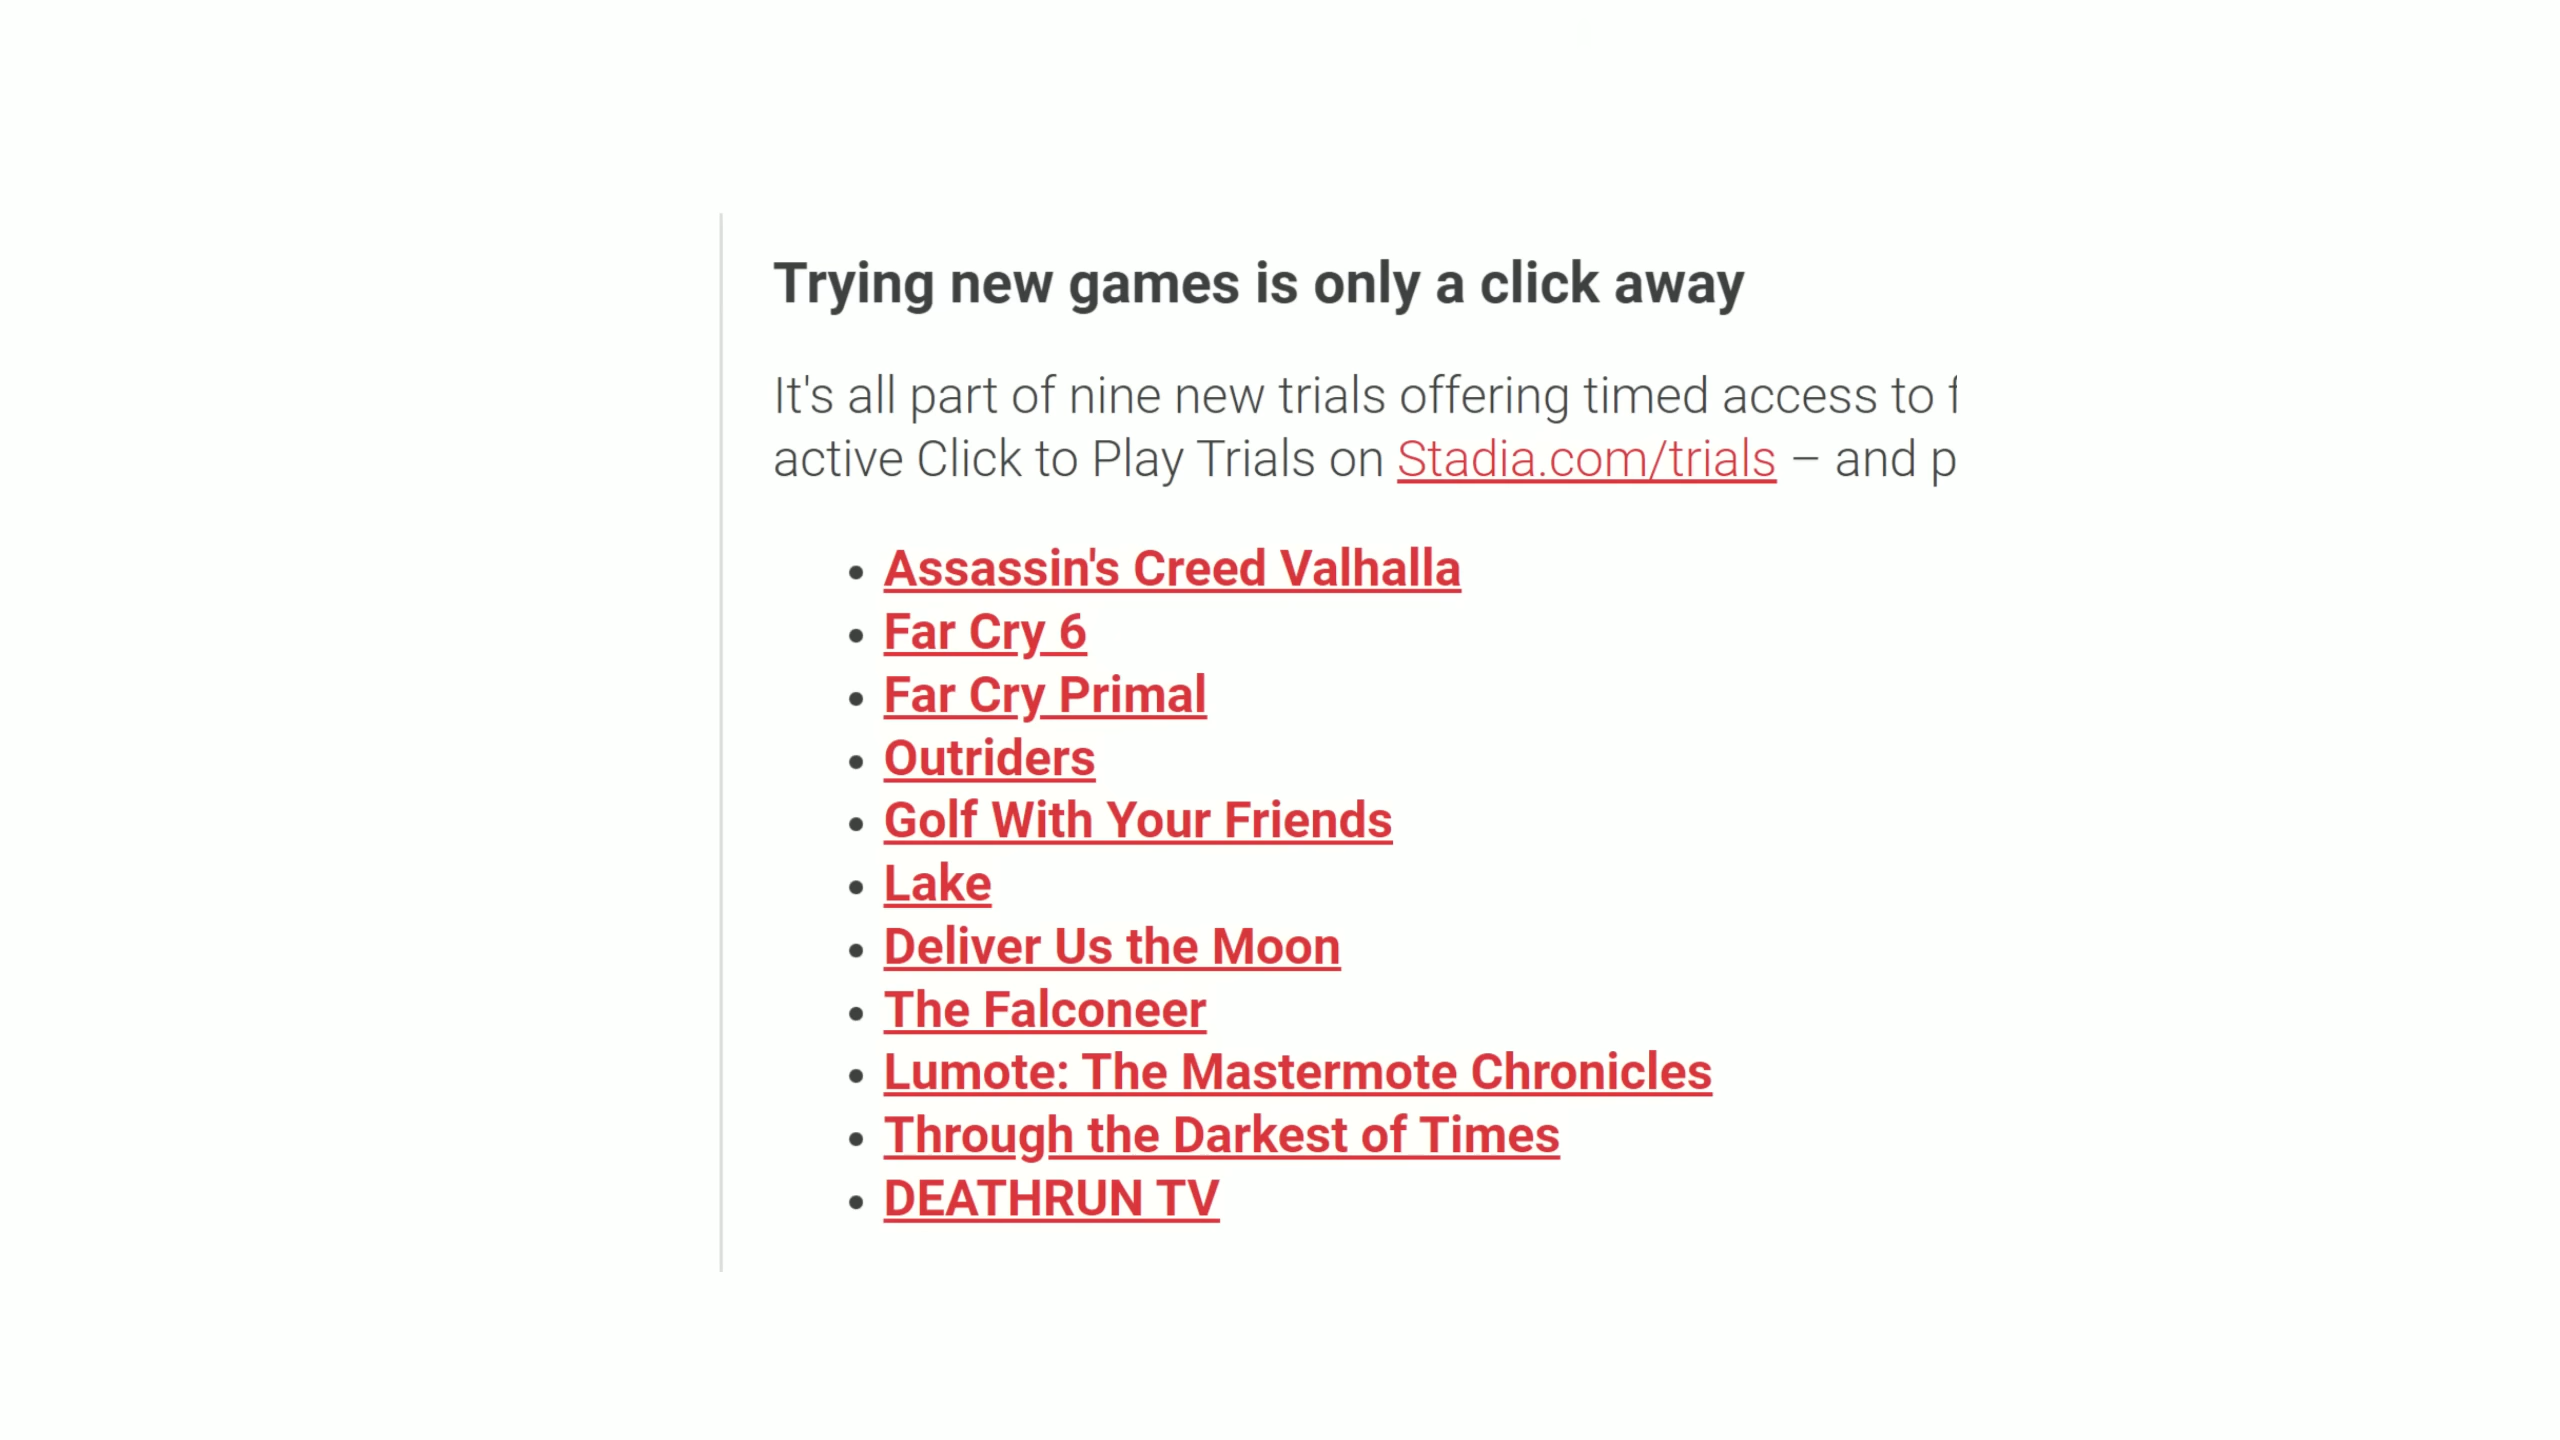 Trying new games is only a click away
It's all part of nine new trials offering timed access to
active Click to Play Trials on Stadia.com/trials – and
• Assassin's Creed Valhalla
• Far Cry 6
• Far Cry Primal
• Outriders
• Golf With Your Friends
• Lake
• Deliver Us the Moon
• The Falconeer
• Lumote: The Mastermote Chronicles
• Through the Darkest of Times
• DEATHRUN TV